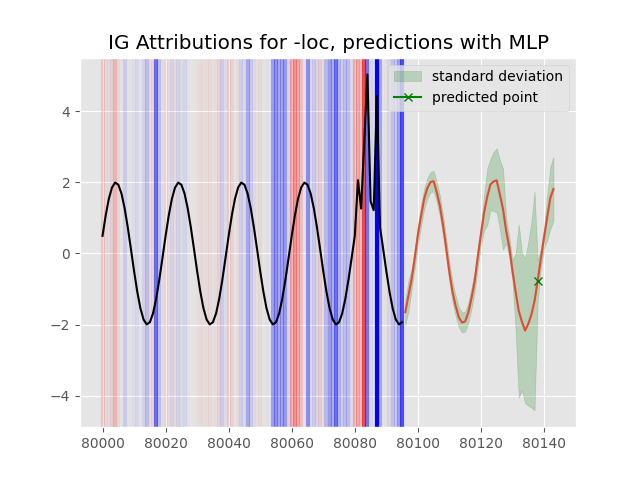 IG Attributions for -loc, predictions with MLP
standard deviation
predicted point
4
2
0
−2
−4
80000 80020 80040 80060 80080 80100 80120 80140